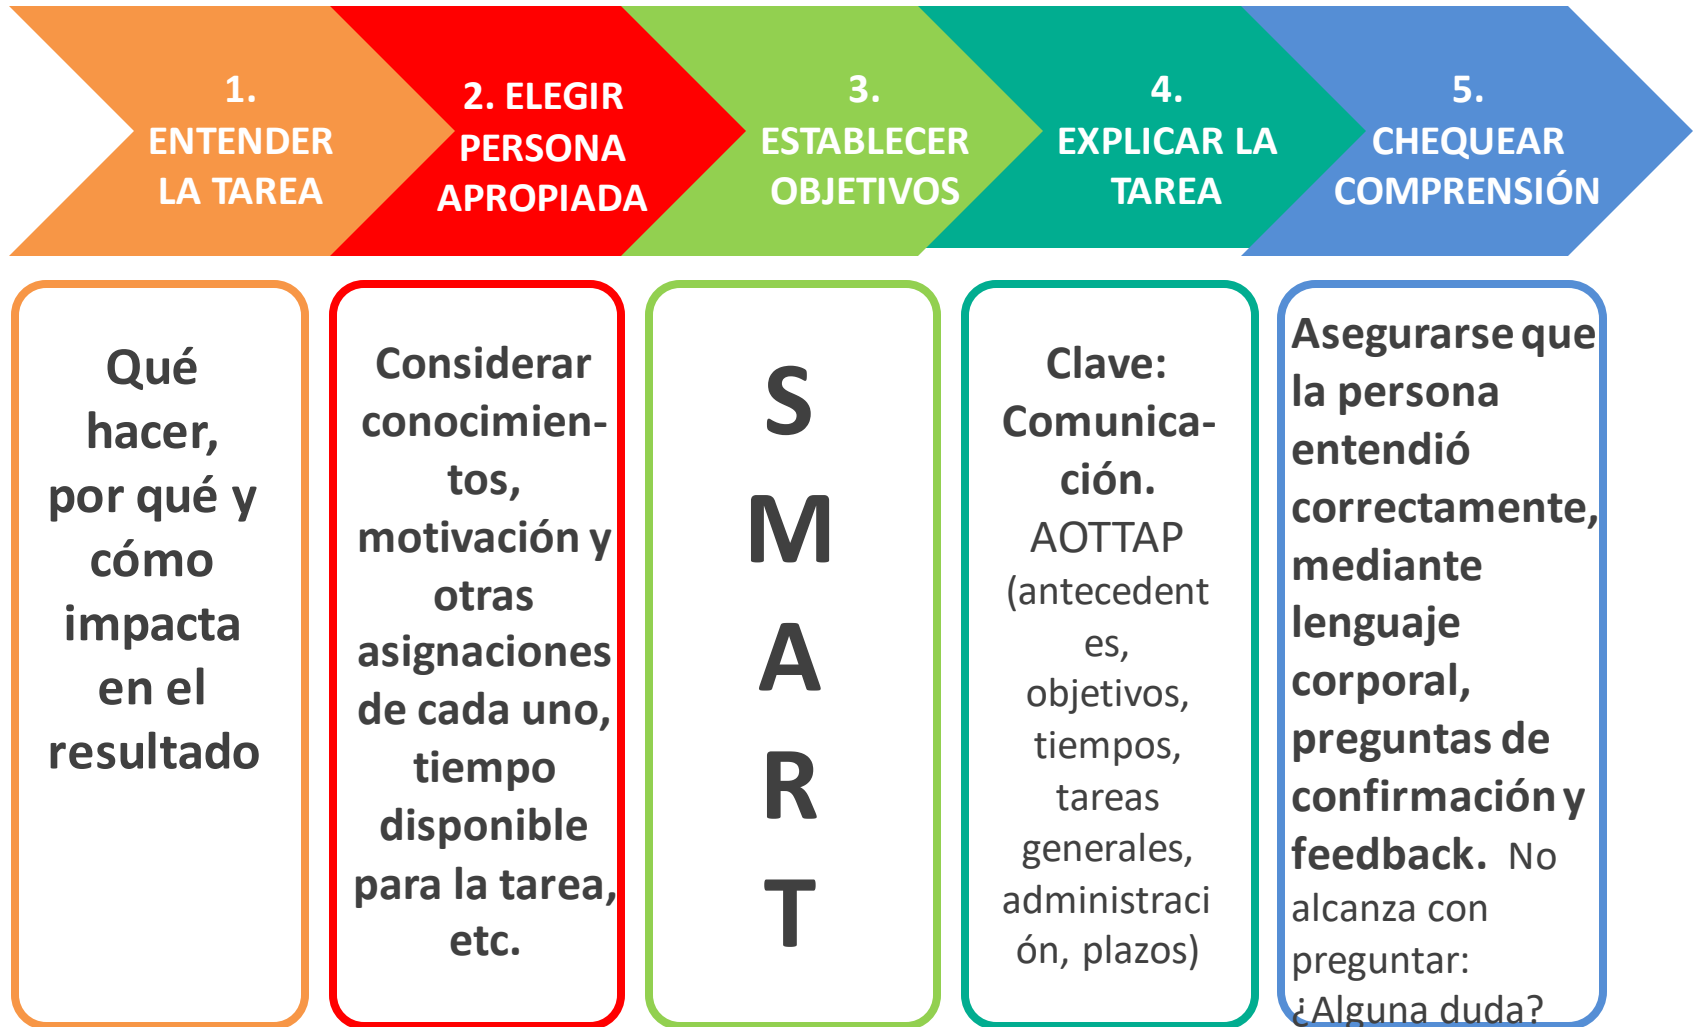 1.
ENTENDER
LA TAREA
2. ELEGIR
PERSONA
APROPIADA
3.
ESTABLECER
OBJETIVOS
4.
EXPLICAR LA
TAREA
5.
CHEQUEAR
COMPRENSIÓN
Qué
hacer,
por qué y
cómo
impacta
en el
resultado
Considerar
conocimien-
tos,
motivación y
otras
asignaciones
de cada uno,
tiempo
disponible
para la tarea,
etc.
S
M
A
R
T
Clave:
Comunica-
ción.
AOTTAP
(antecedent
es,
objetivos,
tiempos,
tareas
generales,
administraci
ón, plazos)
Asegurarse que
la persona
entendió
correctamente,
mediante
lenguaje
corporal,
preguntas de
confirmación y
feedback. No
alcanza con
preguntar:
¿Alguna duda?